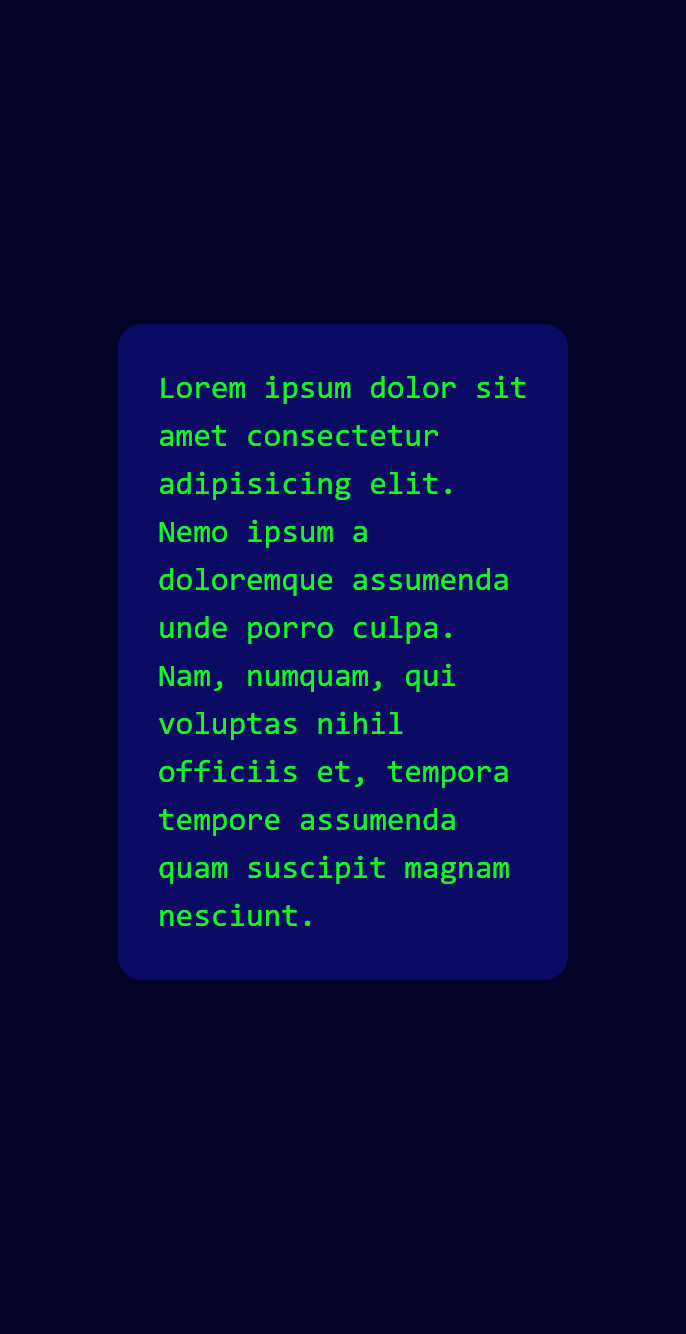 Lorem ipsum dolor sit
amet consectetur
adipisicing elit.
Nemo ipsum a
doloremque assumenda
unde porro culpa.
Nam, numquam, qui
voluptas nihil
officiis et, tempora
tempore assumenda
quam suscipit magnam
nesciunt.